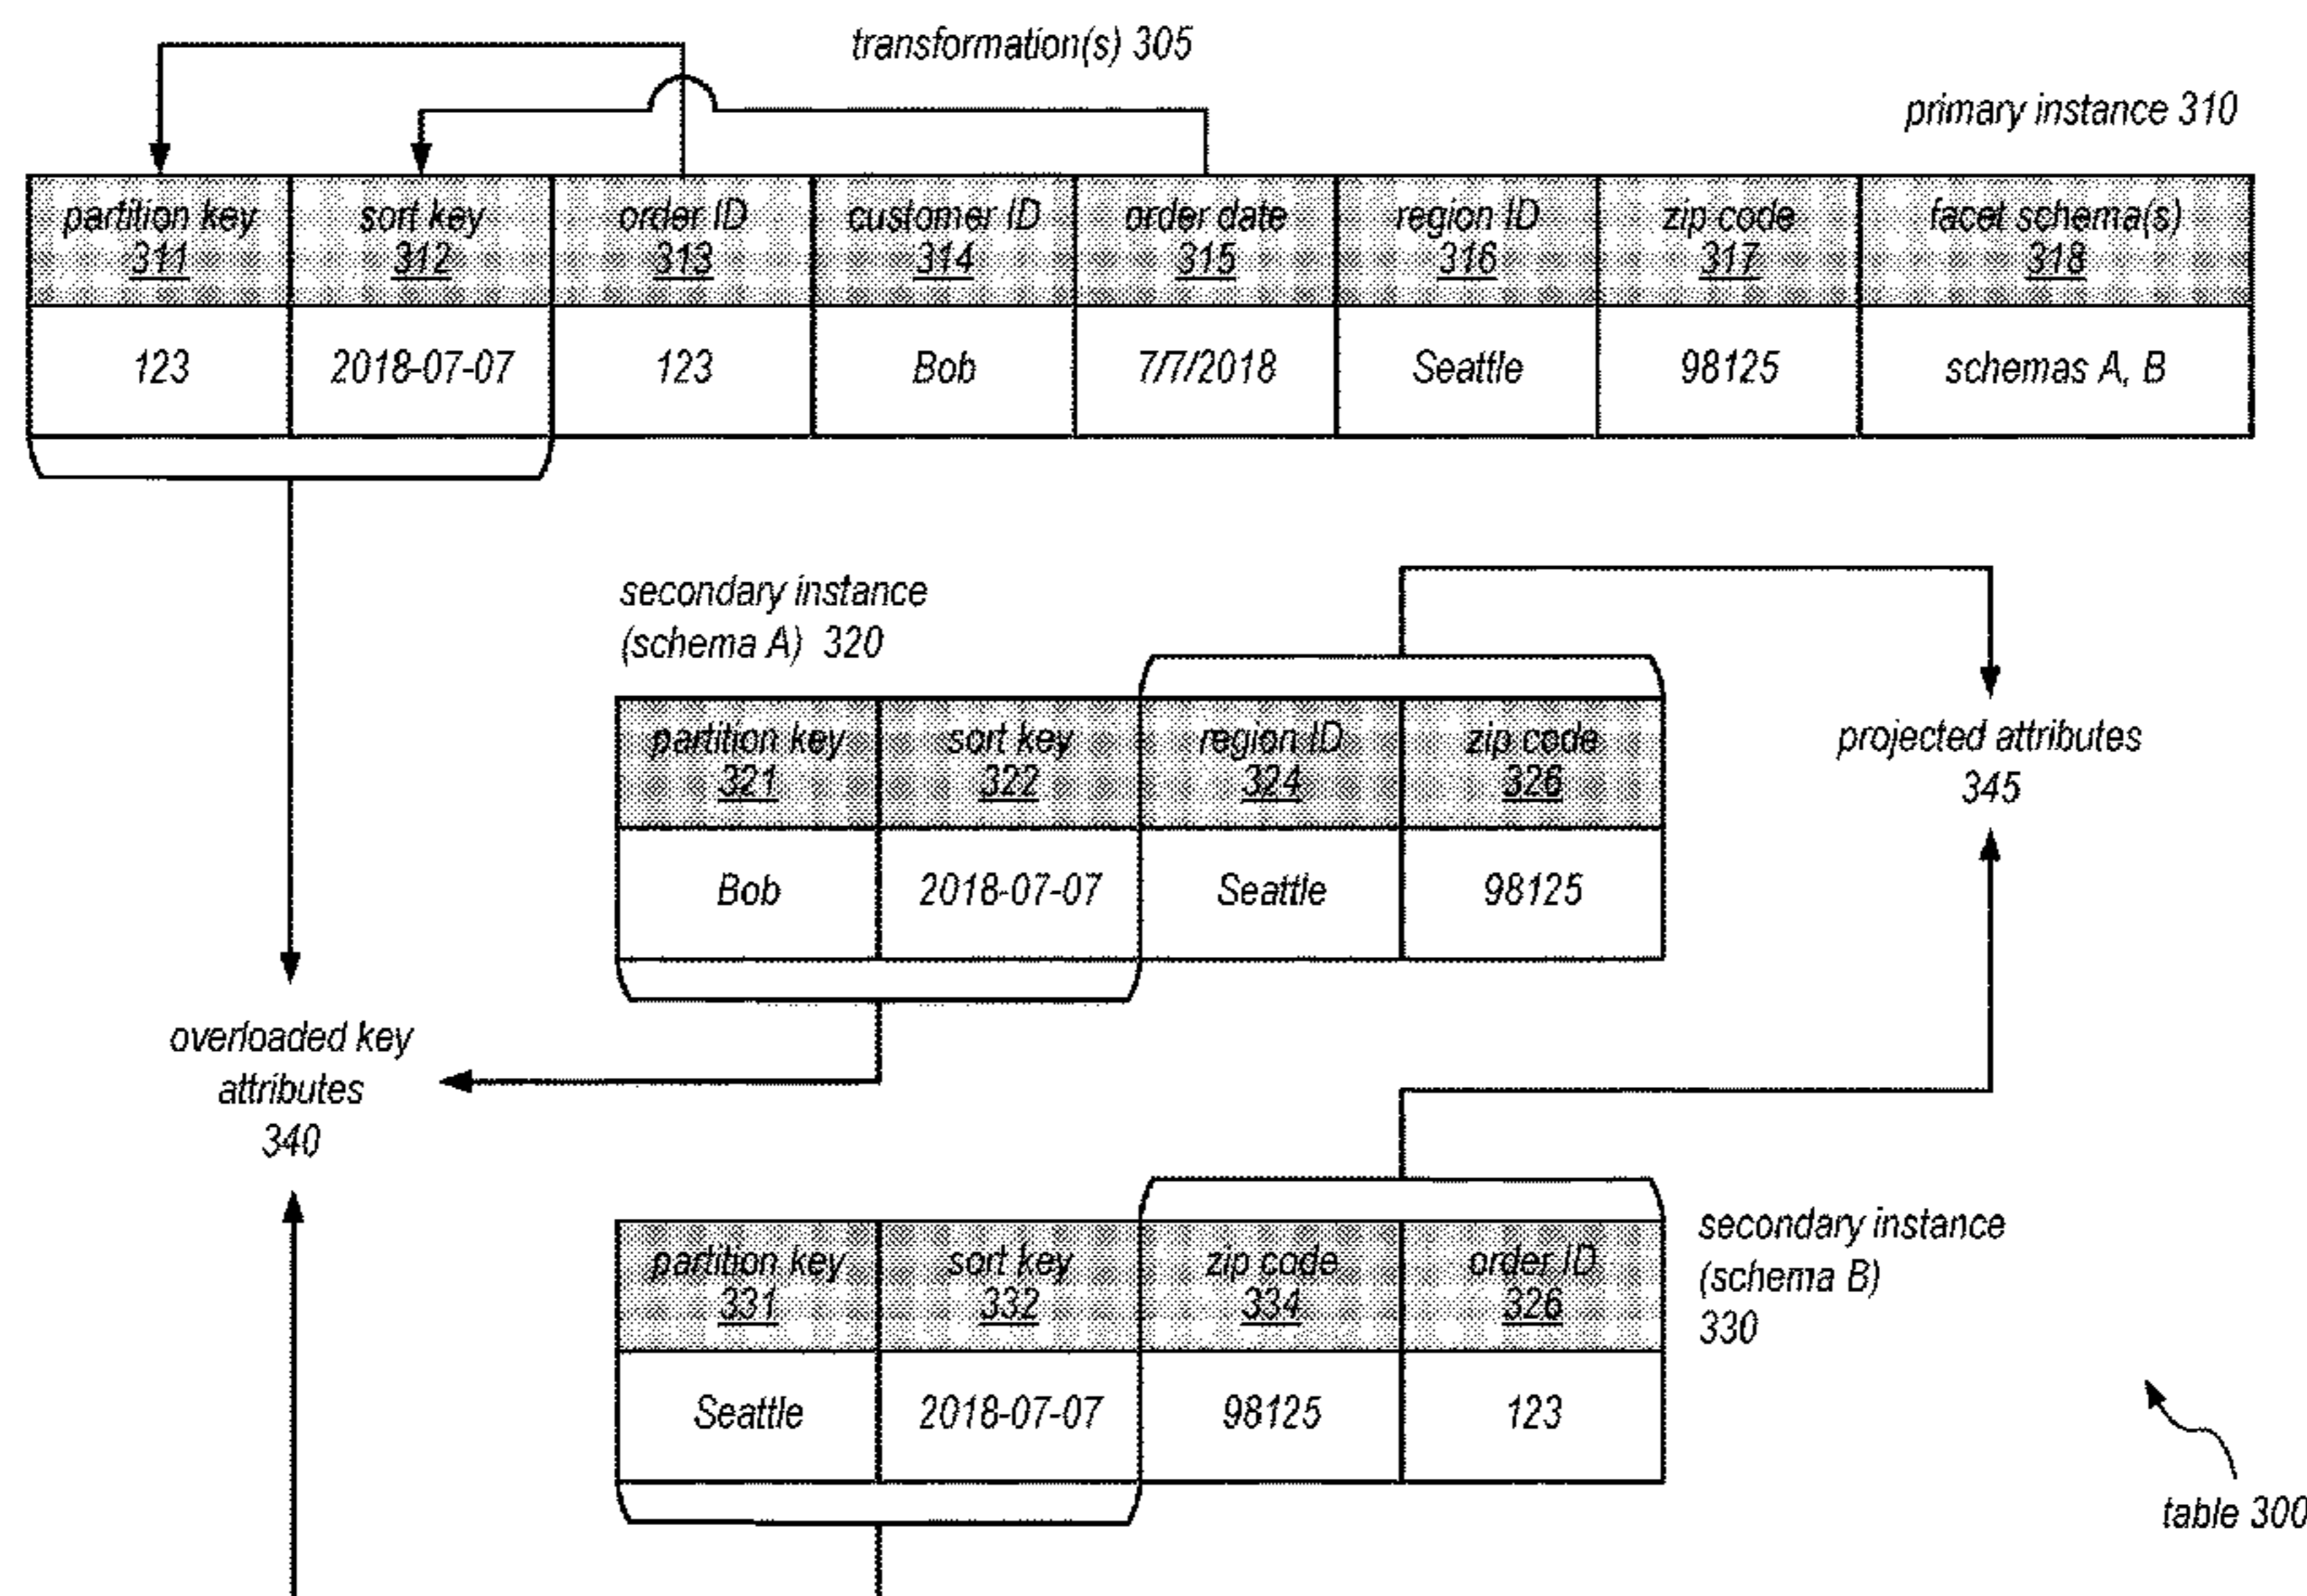 transformation(s) 305
primary instance 310
partition key sort key order ID customer ID order date region ID zip code facet schema(s)
311 312 313 314 315 316 317 318
123 2018-07-07 123 Bob 7/7/2018 Seattle 98125 schemas A, B
secondary instance
(schema A) 320
partition key sort key region ID zip code
321 322 324 326
Bob 2018-07-07 Seattle 98125
projected attributes
345
overloaded key
attributes
340
partition key sort key zip code order ID
331 332 334 326
Seattle 2018-07-07 98125 123
secondary instance
(schema B)
330
table 300